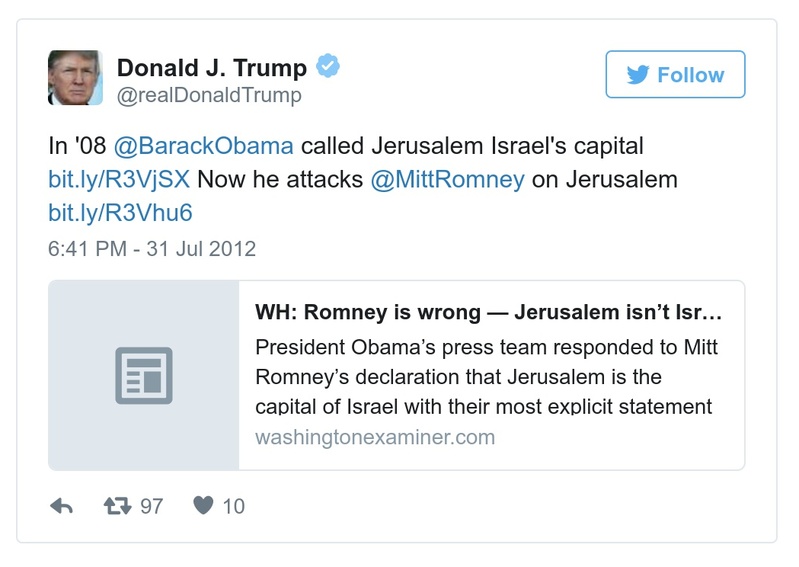 Donald J. Trump
@realDonaldTrump
Follow
In '08 @BarackObama called Jerusalem Israel's capital
bit.ly/R3VjSX Now he attacks @MittRomney on Jerusalem
bit.ly/R3Vhu6
6:41 PM - 31 Jul 2012
WH: Romney is wrong — Jerusalem isn’t Isr…
President Obama’s press team responded to Mitt
Romney’s declaration that Jerusalem is the
capital of Israel with their most explicit statement
washingtonexaminer.com
97 10